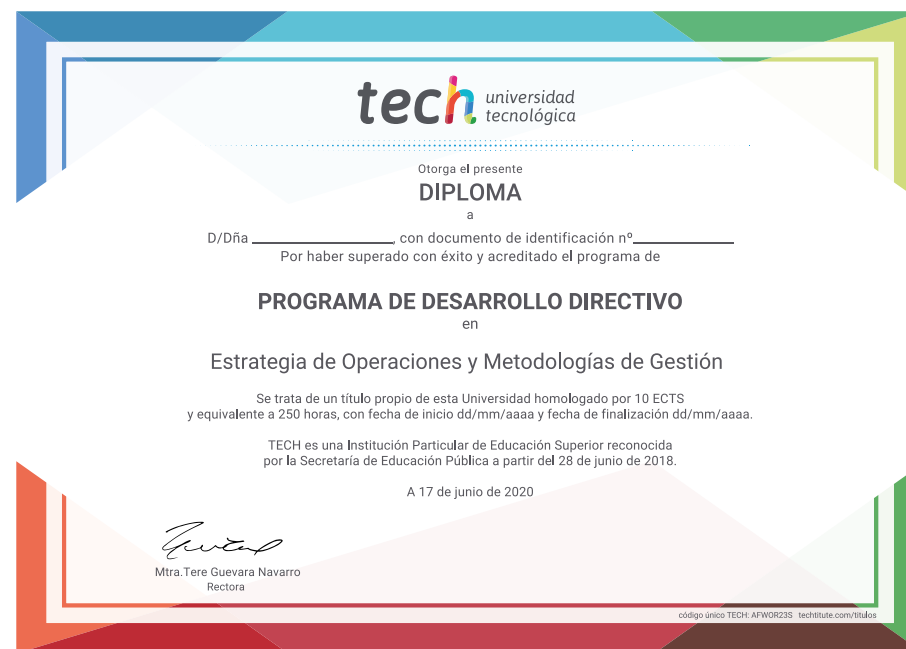 tech universidad
tecnológica
Otorga el presente
DIPLOMA
a
D/Dña ____________________, con documento de identificación nº______________
Por haber superado con éxito y acreditado el programa de
PROGRAMA DE DESARROLLO DIRECTIVO
en
Estrategia de Operaciones y Metodologías de Gestión
Se trata de un título propio de esta Universidad homologado por 10 ECTS
y equivalente a 250 horas, con fecha de inicio dd/mm/aaaa y fecha de finalización dd/mm/aaaa.
TECH es una Institución Particular de Educación Superior reconocida
por la Secretaría de Educación Pública a partir del 28 de junio de 2018.
A 17 de junio de 2020
Mtra.Tere Guevara Navarro
Rectora
código único TECH: AFWOR23S techtitute.com/titulos